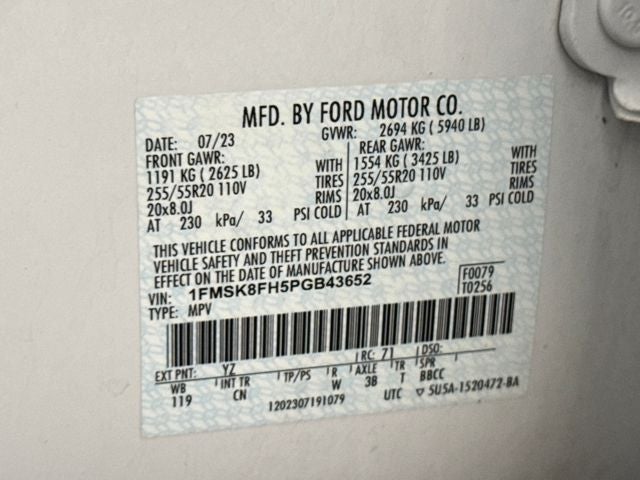 MFD. BY FORD MOTOR CO.
DATE: 07/23 GVWR: 2694 KG ( 5940 LB)
FRONT GAWR: REAR GAWR:
1191 KG ( 2625 LB) WITH 1554 KG ( 3425 LB) WITH
255/55R20 110V TIRES 255/55R20 110V TIRES
20x8.0J RIMS 20x8.0J RIMS
AT 230 kPa/ 33 PSI COLD AT 230 kPa/ 33 PSI COLD
THIS VEHICLE CONFORMS TO ALL APPLICABLE FEDERAL MOTOR
VEHICLE SAFETY AND THEFT PREVENTION STANDARDS IN
EFFECT ON THE DATE OF MANUFACTURE SHOWN ABOVE.
VIN: 1FMSK8FH5PGB43652 F0079
TYPE: MPV T0256
EXT PNT: YZ RC: 71 DSO:
WB INT TR TP/PS R AXLE TR SPR
119 CN W 3B T BBCC
1202307191079 UTC ▽ 5U5A-1520472-BA